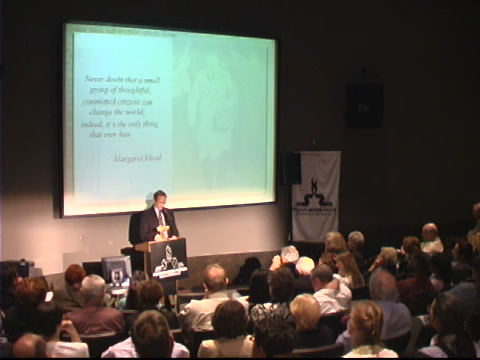 Never doubt that a small
group of thoughtful,
committed citizens can
change the world;
indeed, it's the only thing
that ever has.
Margaret Mead